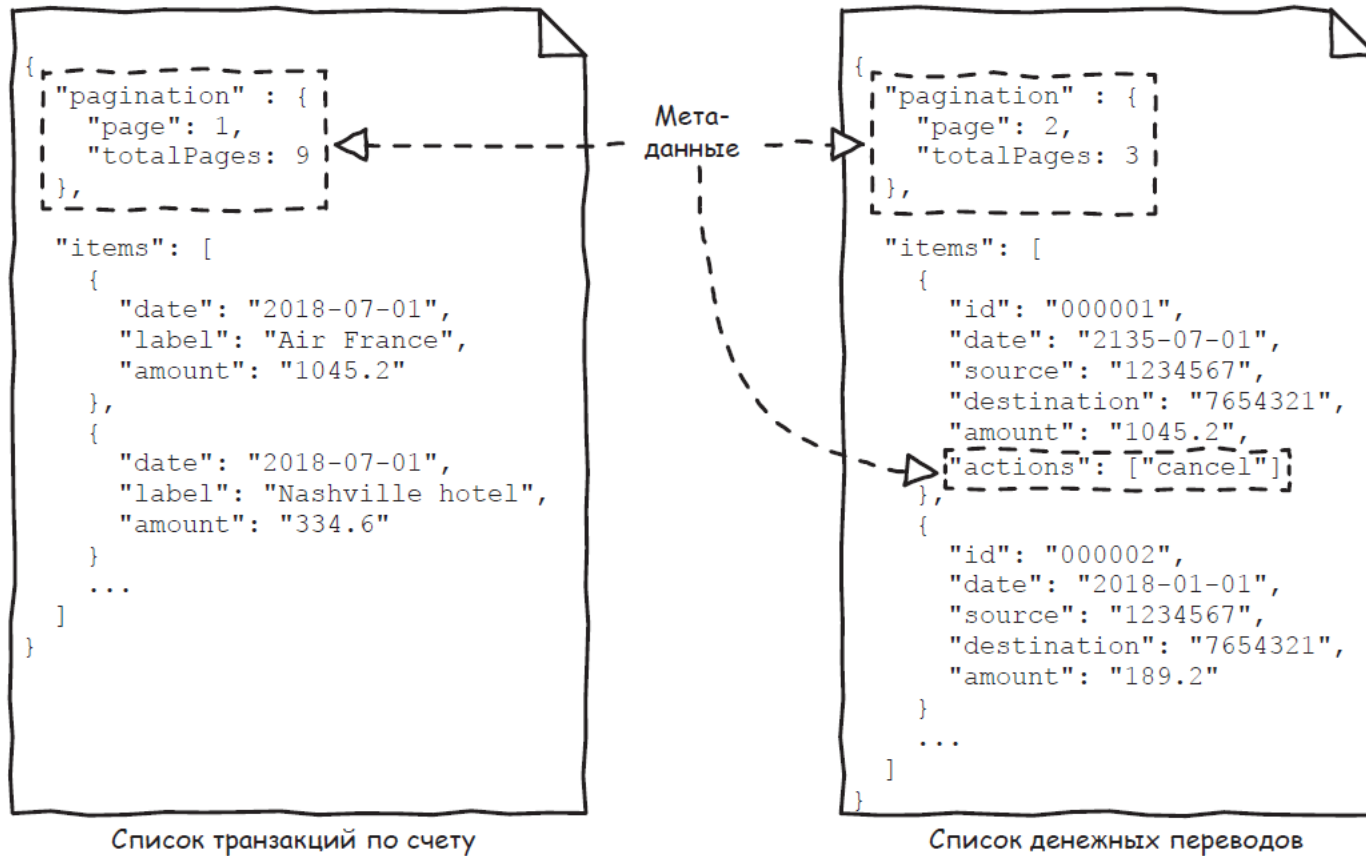 {
"pagination" : {
"page": 1,
"totalPages: 9
},
"items": [
{
"date": "2018-07-01",
"label": "Air France",
"amount": "1045.2"
},
{
"date": "2018-07-01",
"label": "Nashville hotel",
"amount": "334.6"
}
...
]
}
Список транзакций по счету
Мета-
данные
{
"pagination" : {
"page": 2,
"totalPages: 3
},
"items": [
{
"id": "000001",
"date": "2135-07-01",
"source": "1234567",
"destination": "7654321",
"amount": "1045.2",
"actions": ["cancel"]
},
{
"id": "000002",
"date": "2018-01-01",
"source": "1234567",
"destination": "7654321",
"amount": "189.2"
}
...
]
}
Список денежных переводов